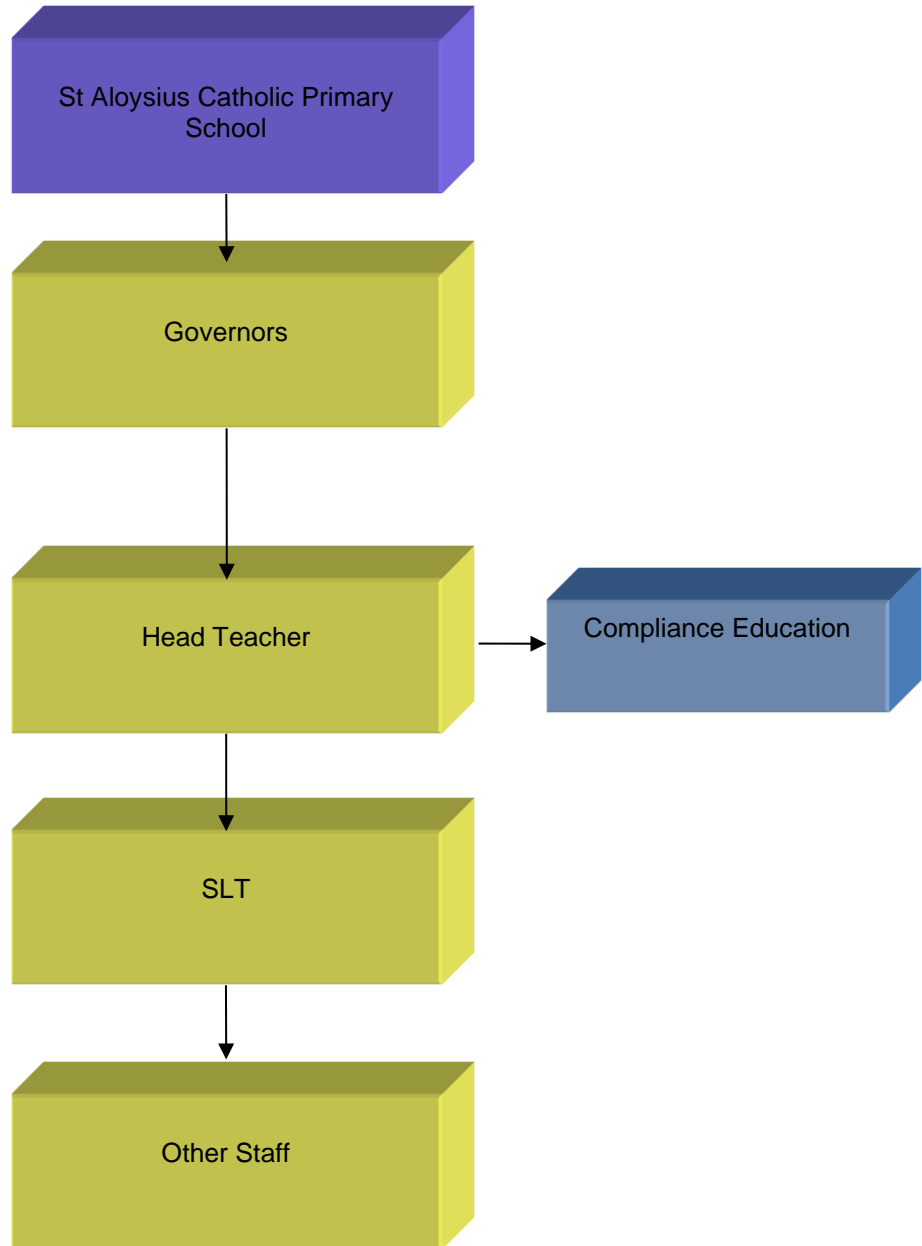 St Aloysius Catholic Primary
School
Governors
Head Teacher
Compliance Education
SLT
Other Staff